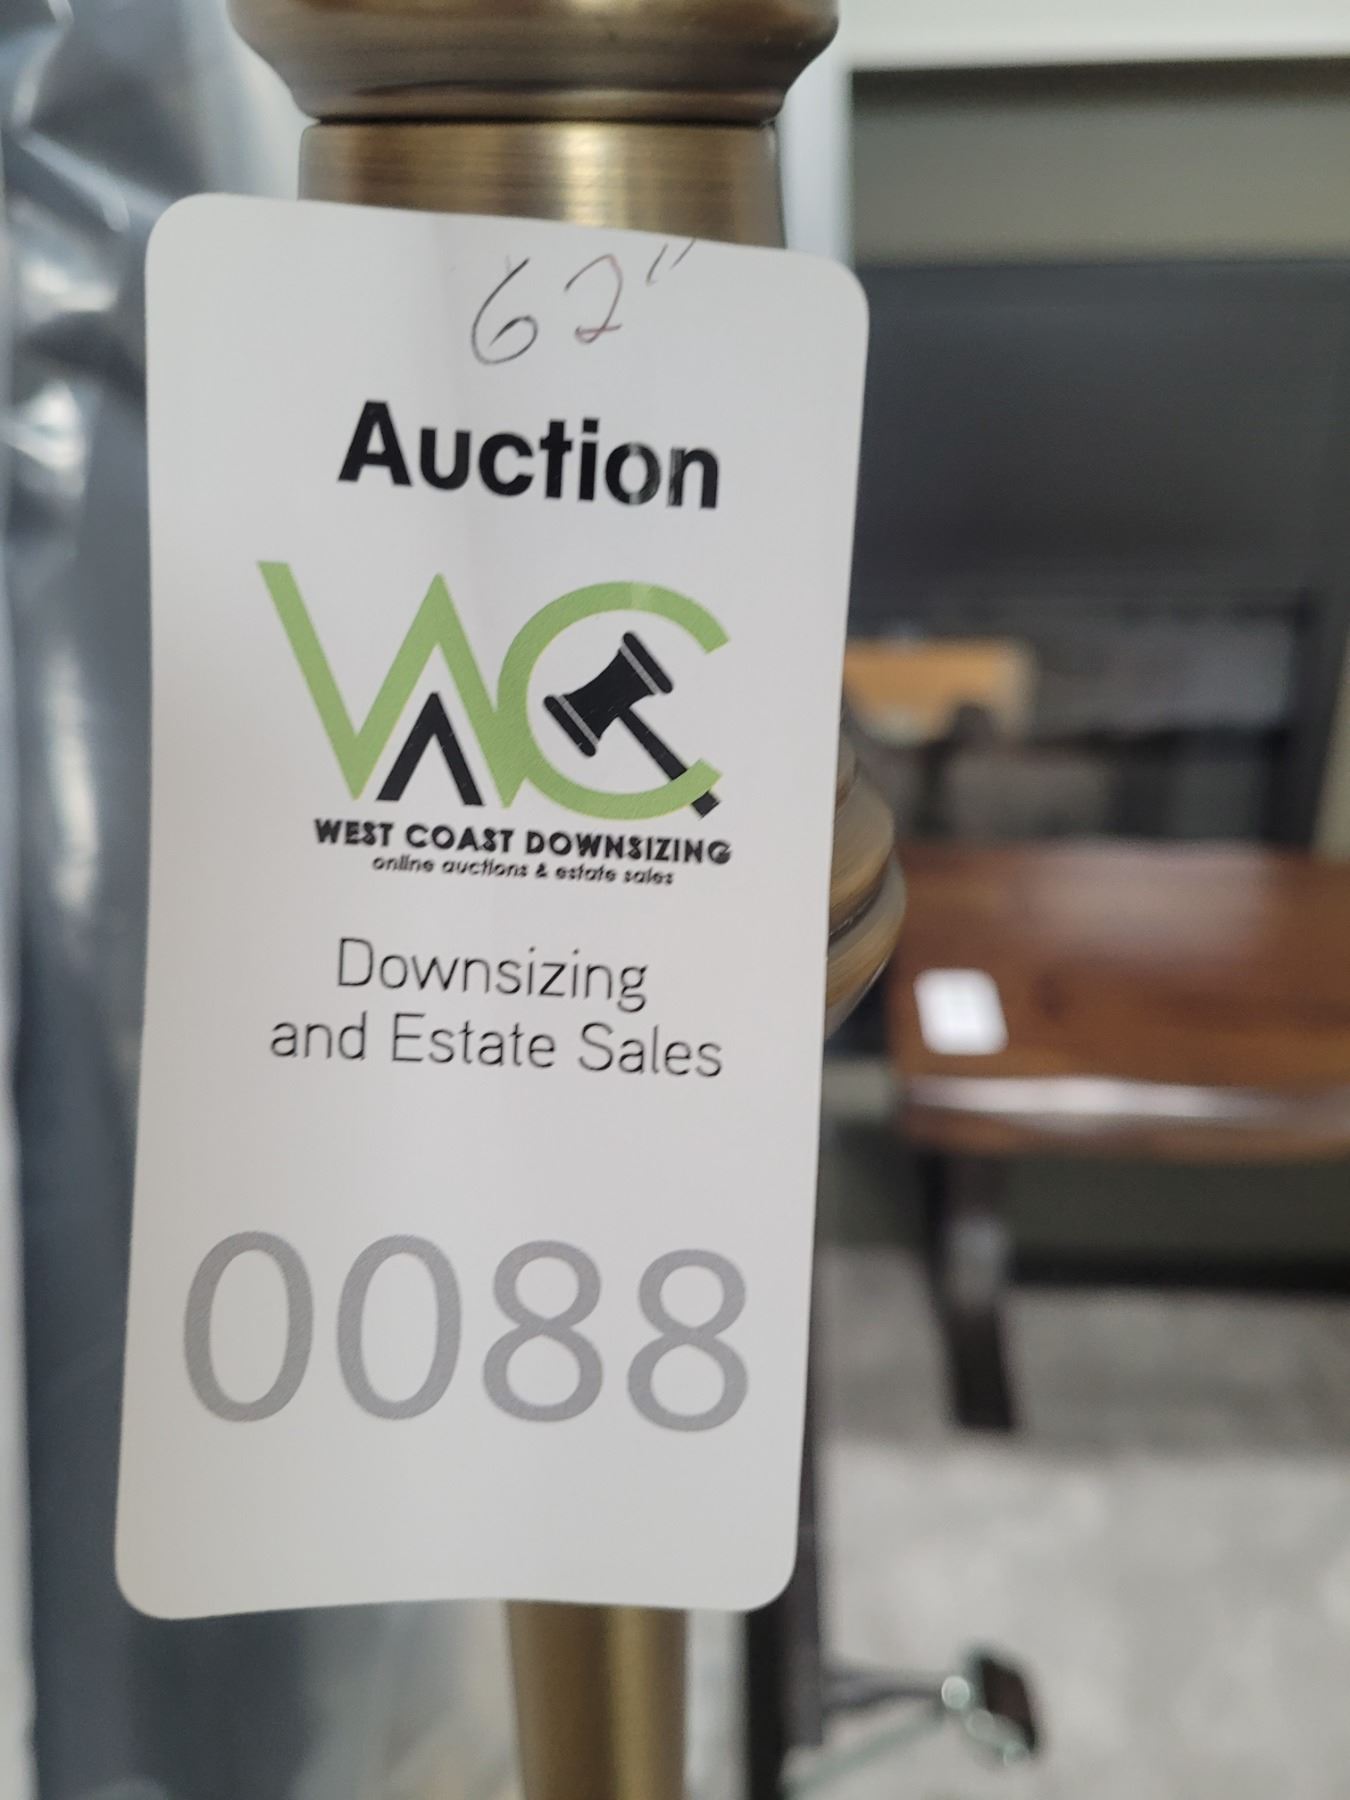 62"
Auction
WC
WEST COAST DOWNSIZING
online auctions & estate sales
Downsizing
and Estate Sales
0088